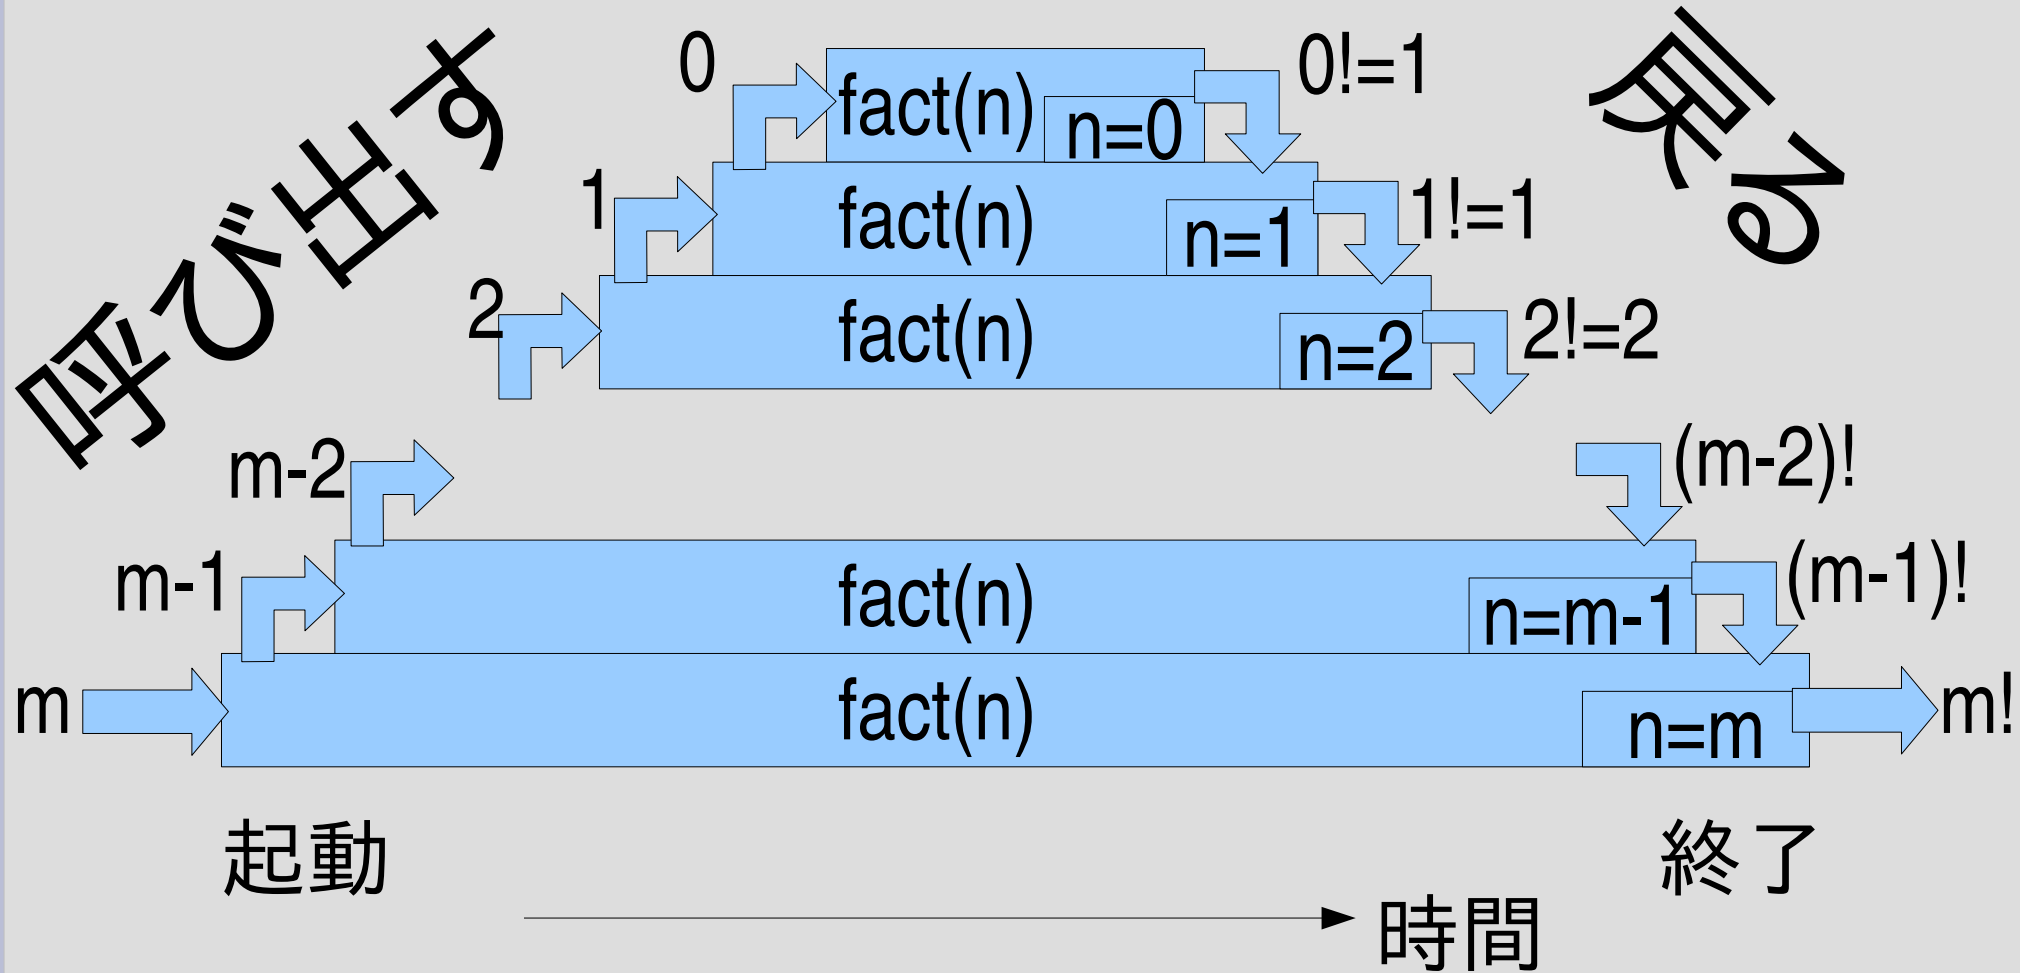 呼び出す
戻る
0
fact(n)
n=0
0!=1
1
fact(n)
n=1
1!=1
2
fact(n)
n=2
2!=2
m-2
(m-2)!
m-1
fact(n)
n=m-1
(m-1)!
m
fact(n)
n=m
m!
起動
終了
時間